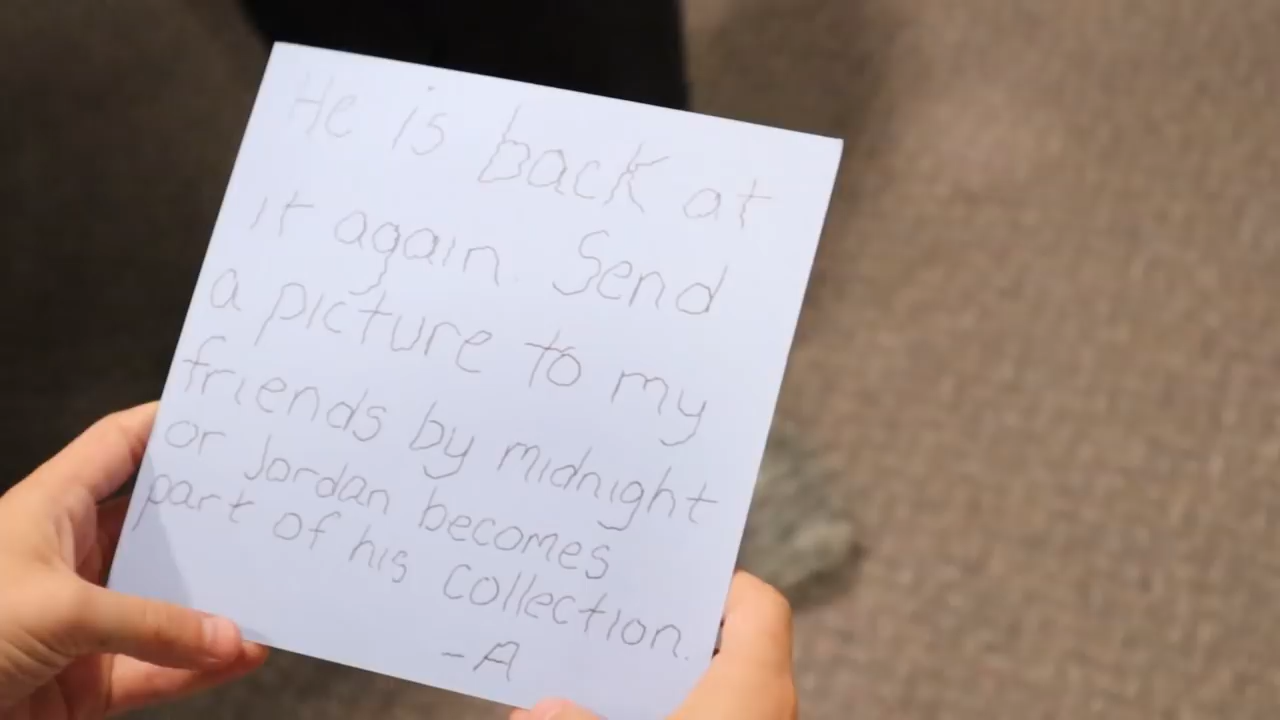 He is back at
it again. Send
a picture to my
friends by midnight
or Jordan becomes
part of his collection.
-A